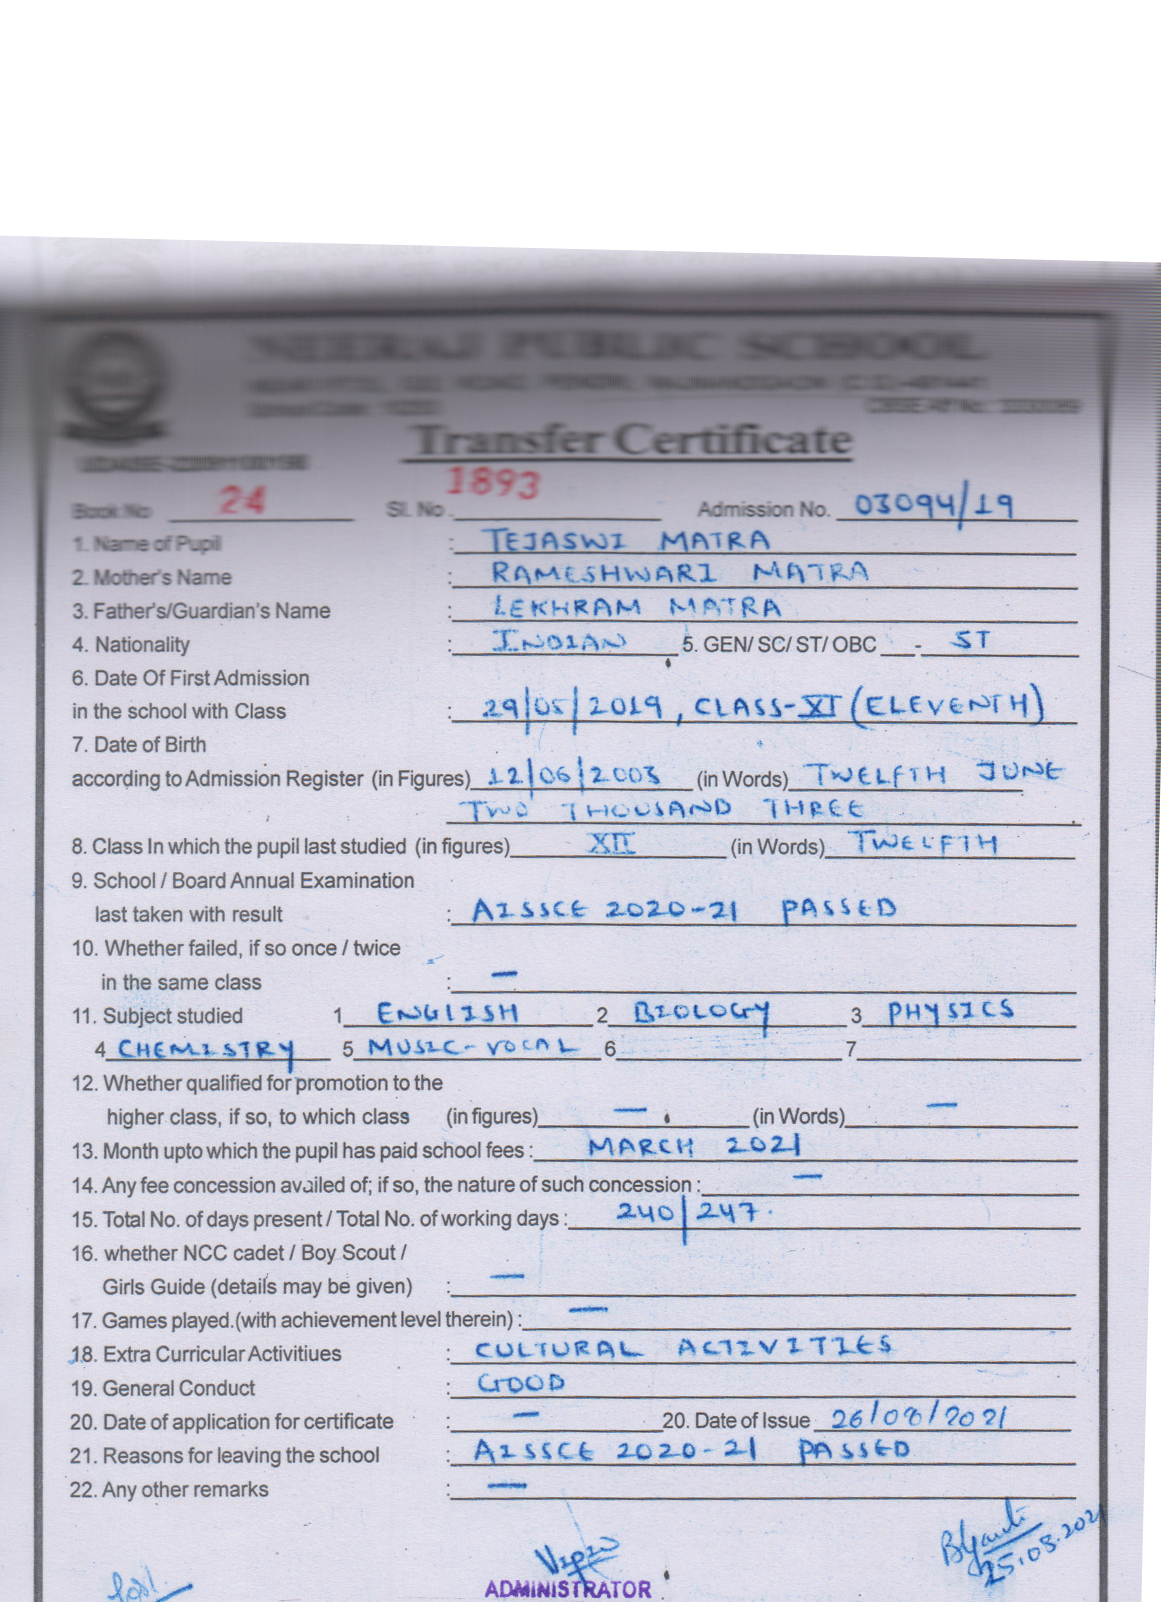 NEERAJ PUBLIC SCHOOL
Transfer Certificate
Book No 24 Sl. No. 1893 Admission No. 03094/19
1. Name of Pupil : TEJASWI MATRA
2. Mother's Name : RAMESHWARI MATRA
3. Father's/Guardian's Name : LEKHRAM MATRA
4. Nationality : INDIAN 5. GEN/ SC/ ST/ OBC - ST
6. Date Of First Admission
in the school with Class : 29/05/2019, CLASS-XI (ELEVENTH)
7. Date of Birth
according to Admission Register (in Figures) 12/06/2003 (in Words) TWELFTH JUNE
TWO THOUSAND THREE
8. Class In which the pupil last studied (in figures) XII (in Words) TWELFTH
9. School / Board Annual Examination
last taken with result : AISSCE 2020-21 PASSED
10. Whether failed, if so once / twice
in the same class : —
11. Subject studied 1 ENGLISH 2 BIOLOGY 3 PHYSICS
4 CHEMISTRY 5 MUSIC-VOCAL 6 7
12. Whether qualified for promotion to the
higher class, if so, to which class (in figures) — (in Words) —
13. Month upto which the pupil has paid school fees : MARCH 2021
14. Any fee concession availed of; if so, the nature of such concession : —
15. Total No. of days present / Total No. of working days : 240/247.
16. whether NCC cadet / Boy Scout /
Girls Guide (details may be given) : —
17. Games played.(with achievement level therein) : —
18. Extra Curricular Activitiues : CULTURAL ACTIVITIES
19. General Conduct : GOOD
20. Date of application for certificate : — 20. Date of Issue 26/08/2021
21. Reasons for leaving the school : AISSCE 2020-21 PASSED
22. Any other remarks : —
25.08.2021
ADMINISTRATOR